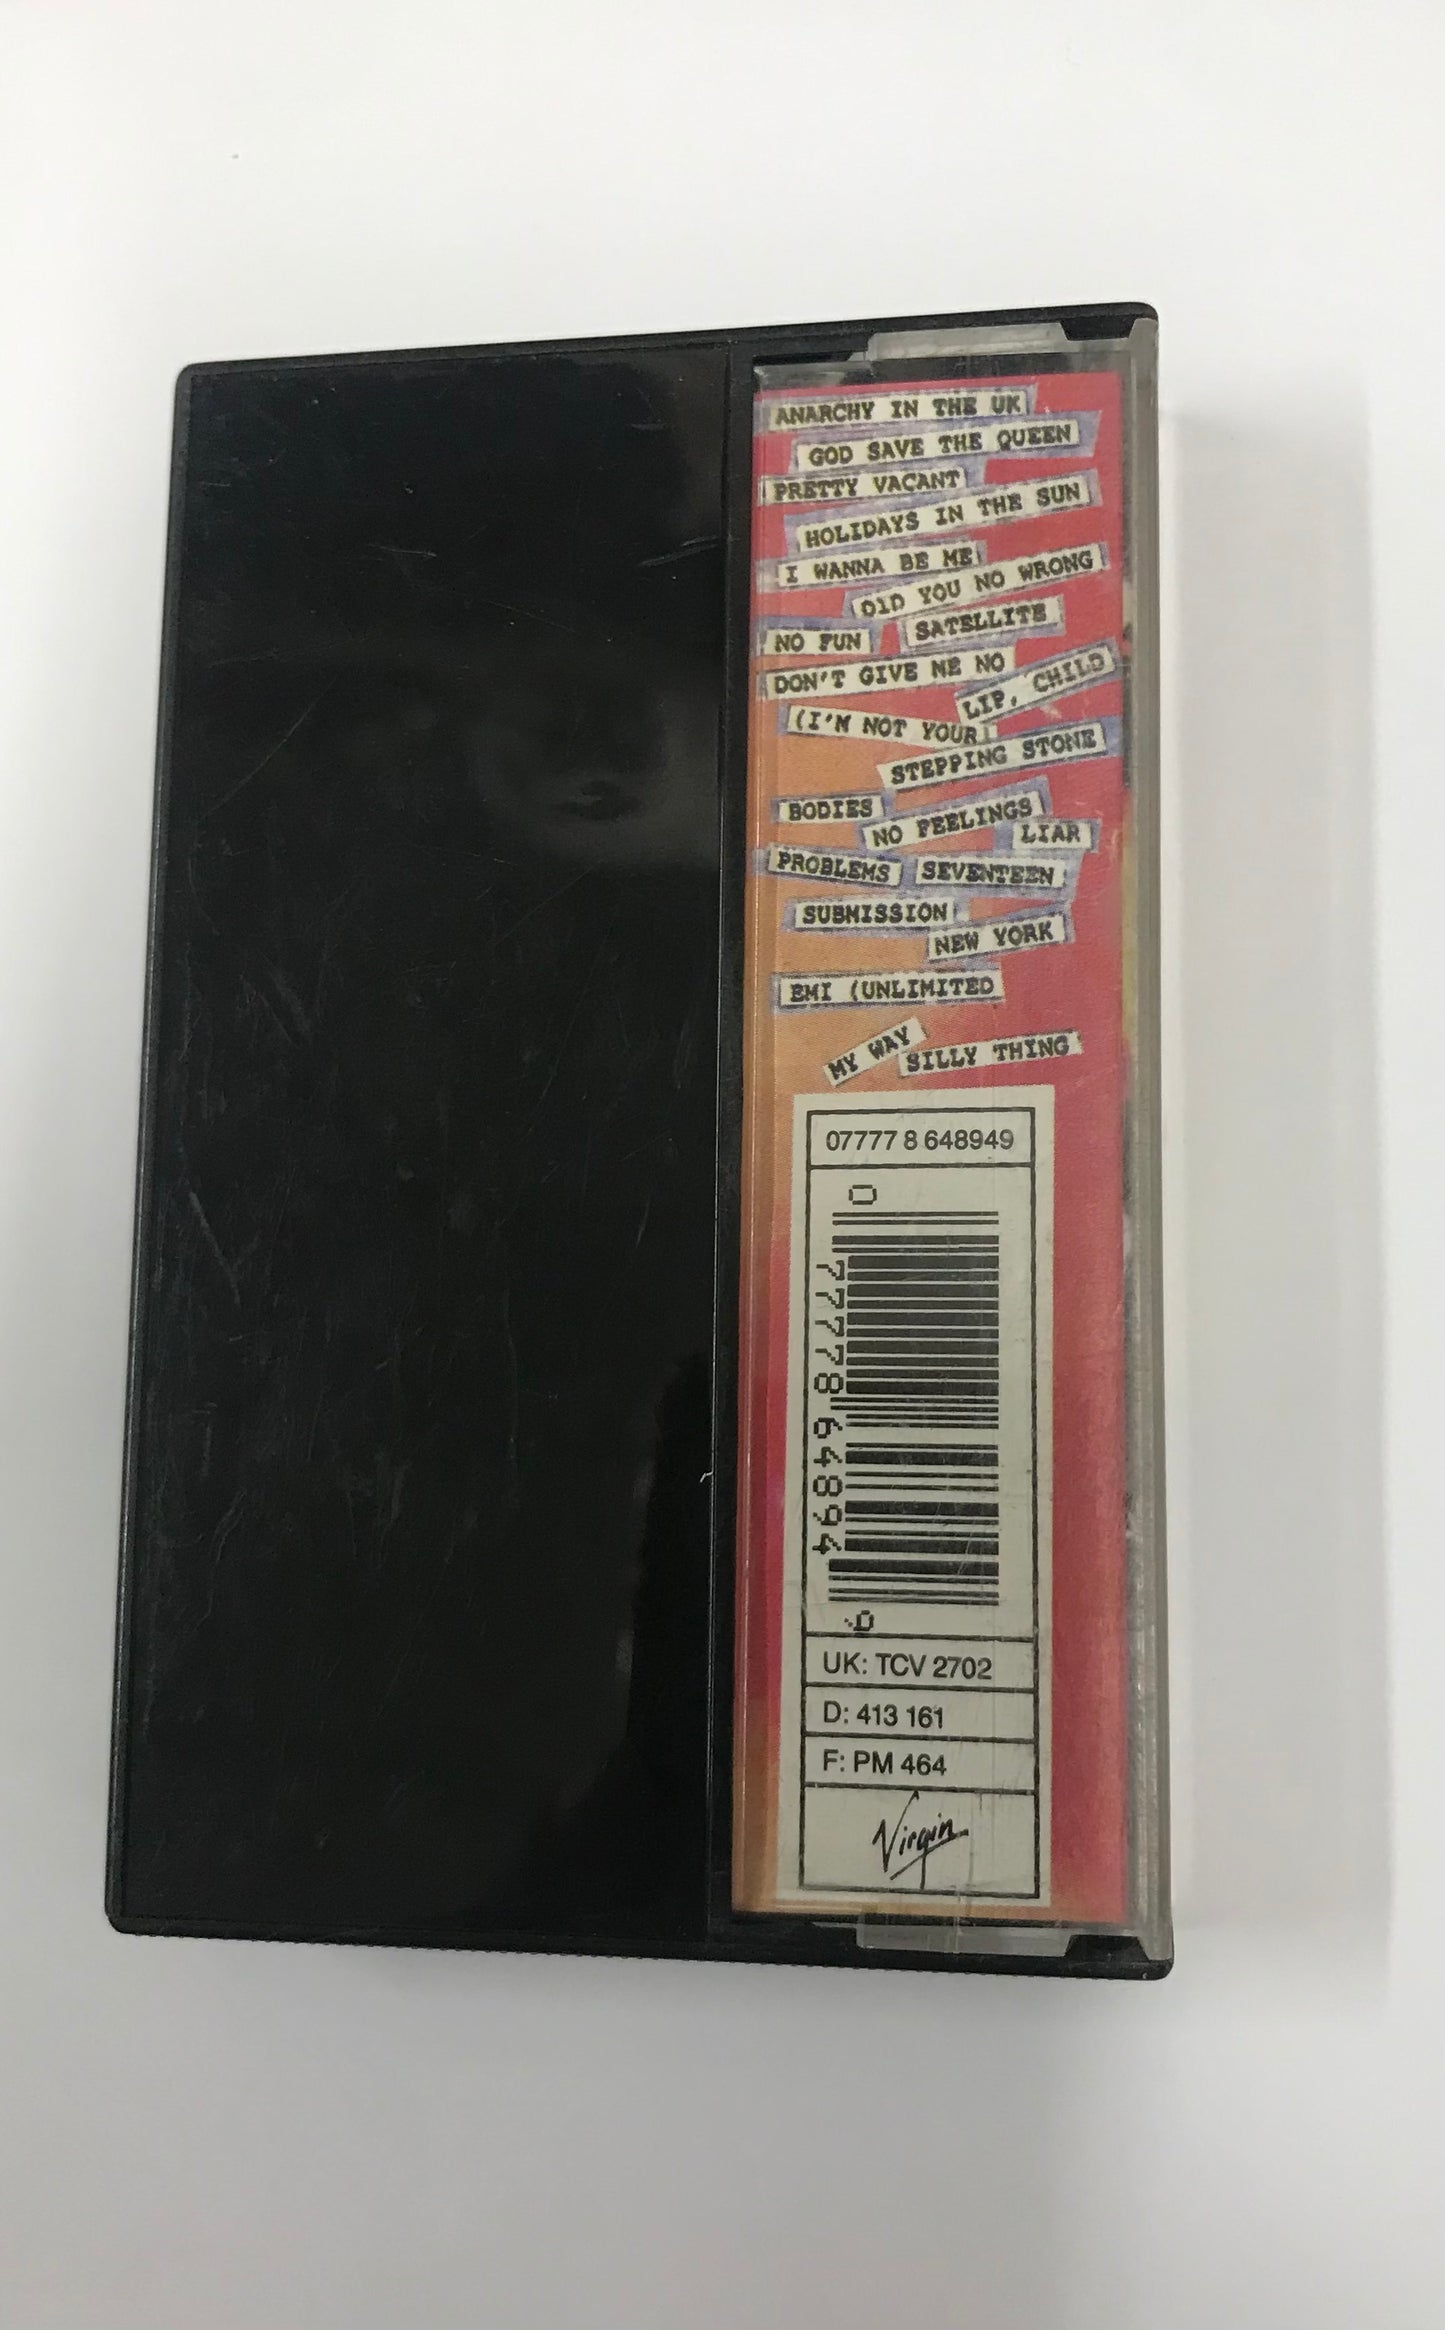 ANARCHY IN THE UK
GOD SAVE THE QUEEN
PRETTY VACANT
HOLIDAYS IN THE SUN
I WANNA BE ME
DID YOU NO WRONG
NO FUN SATELLITE
DON'T GIVE ME NO
LIP, CHILD
(I'M NOT YOUR)
STEPPING STONE
BODIES
NO FEELINGS
LIAR
PROBLEMS SEVENTEEN
SUBMISSION
NEW YORK
EMI (UNLIMITED
MY WAY
SILLY THING
07777 8 648949
0 77778 64894 9
UK: TCV 2702
D: 413 161
F: PM 464
Virgin